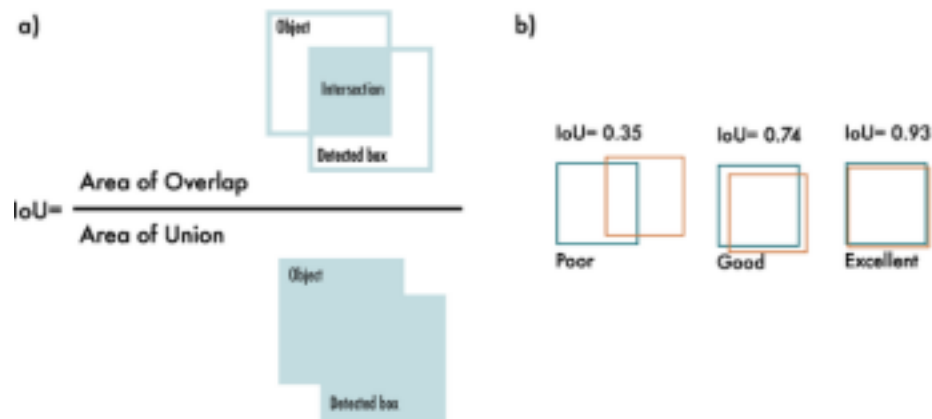 a)
Object
Intersection
Detected box
IoU=
Area of Overlap
Area of Union
Object
Detected box
b)
IoU= 0.35
IoU= 0.74
IoU= 0.93
Poor
Good
Excellent